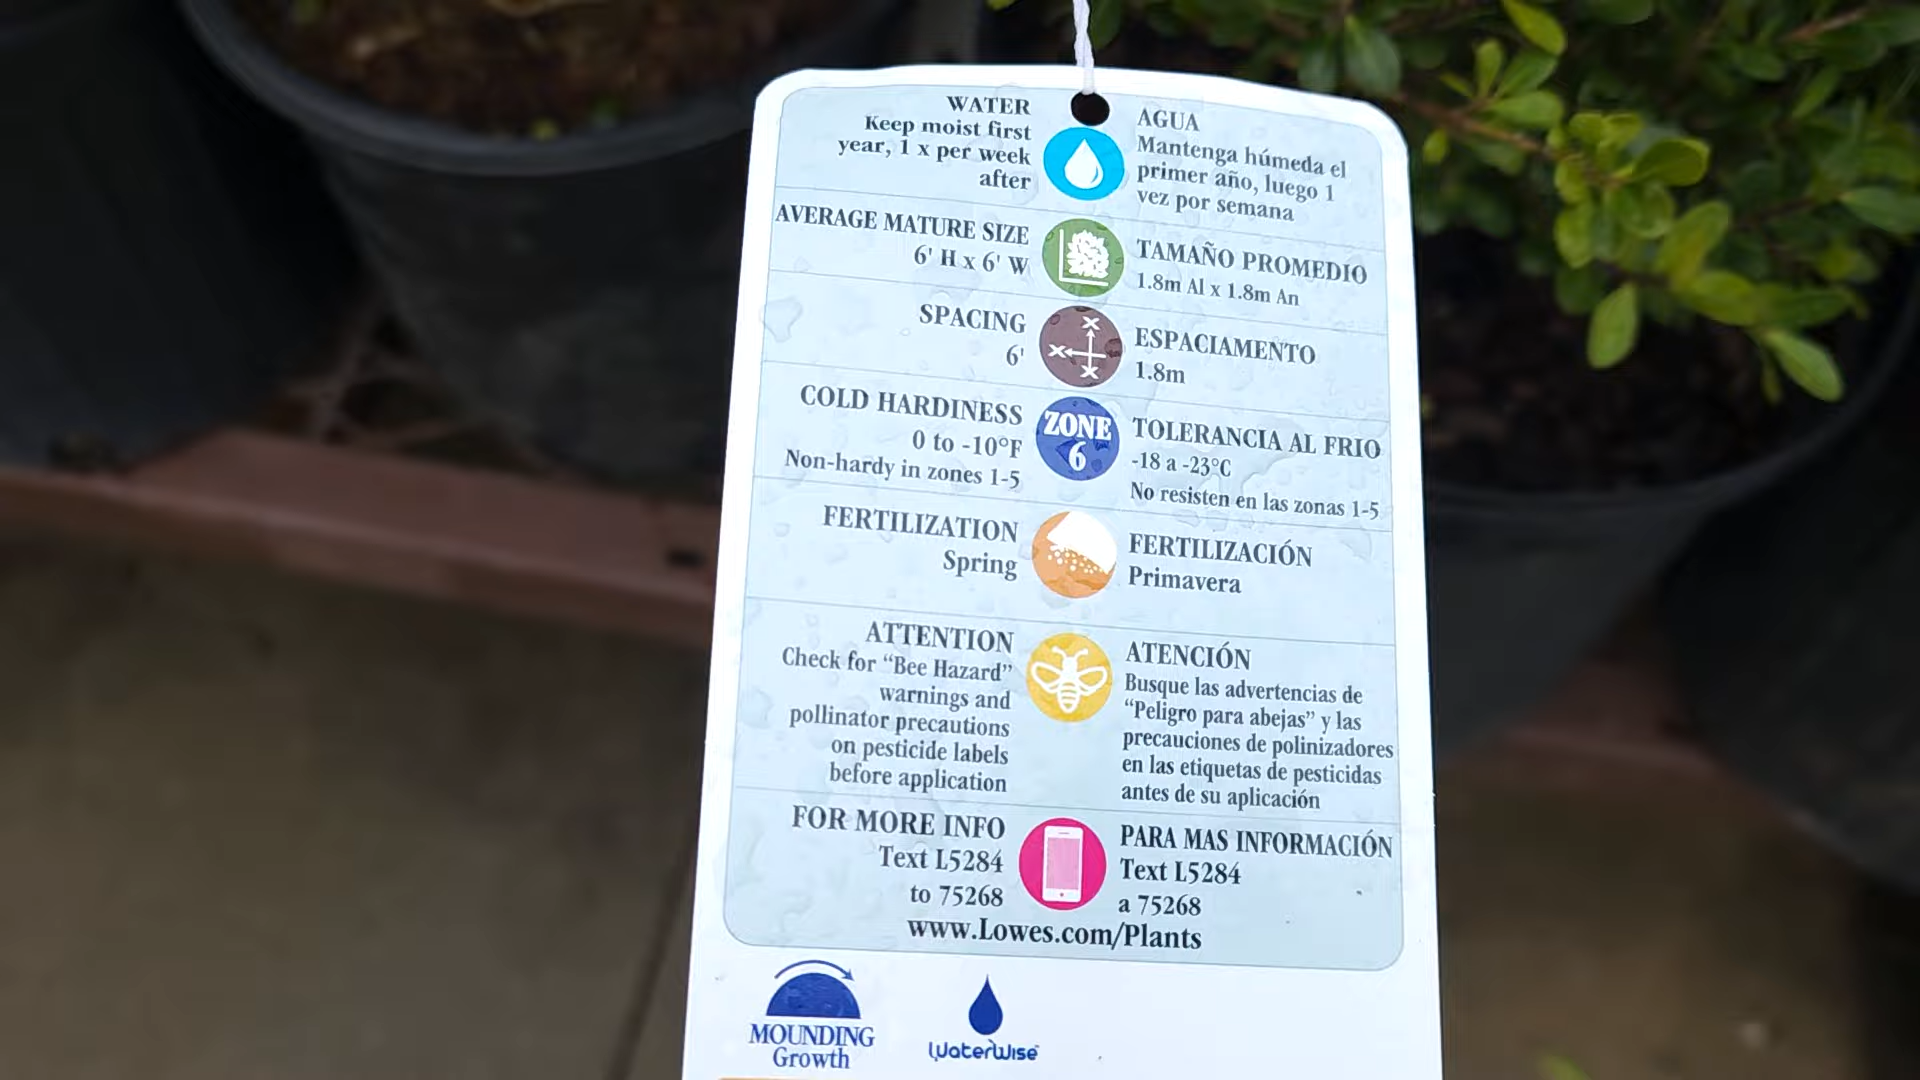 WATER
Keep moist first
year, 1 x per week
after
AGUA
Mantenga húmeda el
primer año, luego 1
vez por semana
AVERAGE MATURE SIZE
6' H x 6' W
TAMAÑO PROMEDIO
1.8m Al x 1.8m An
SPACING
6'
ESPACIAMENTO
1.8m
COLD HARDINESS
0 to -10°F
Non-hardy in zones 1-5
ZONE
6
TOLERANCIA AL FRIO
-18 a -23°C
No resisten en las zonas 1-5
FERTILIZATION
Spring
FERTILIZACIÓN
Primavera
ATTENTION
Check for “Bee Hazard”
warnings and
pollinator precautions
on pesticide labels
before application
ATENCIÓN
Busque las advertencias de
“Peligro para abejas” y las
precauciones de polinizadores
en las etiquetas de pesticidas
antes de su aplicación
FOR MORE INFO
Text L5284
to 75268
PARA MAS INFORMACIÓN
Text L5284
a 75268
www.Lowes.com/Plants
MOUNDING
Growth
WaterWise